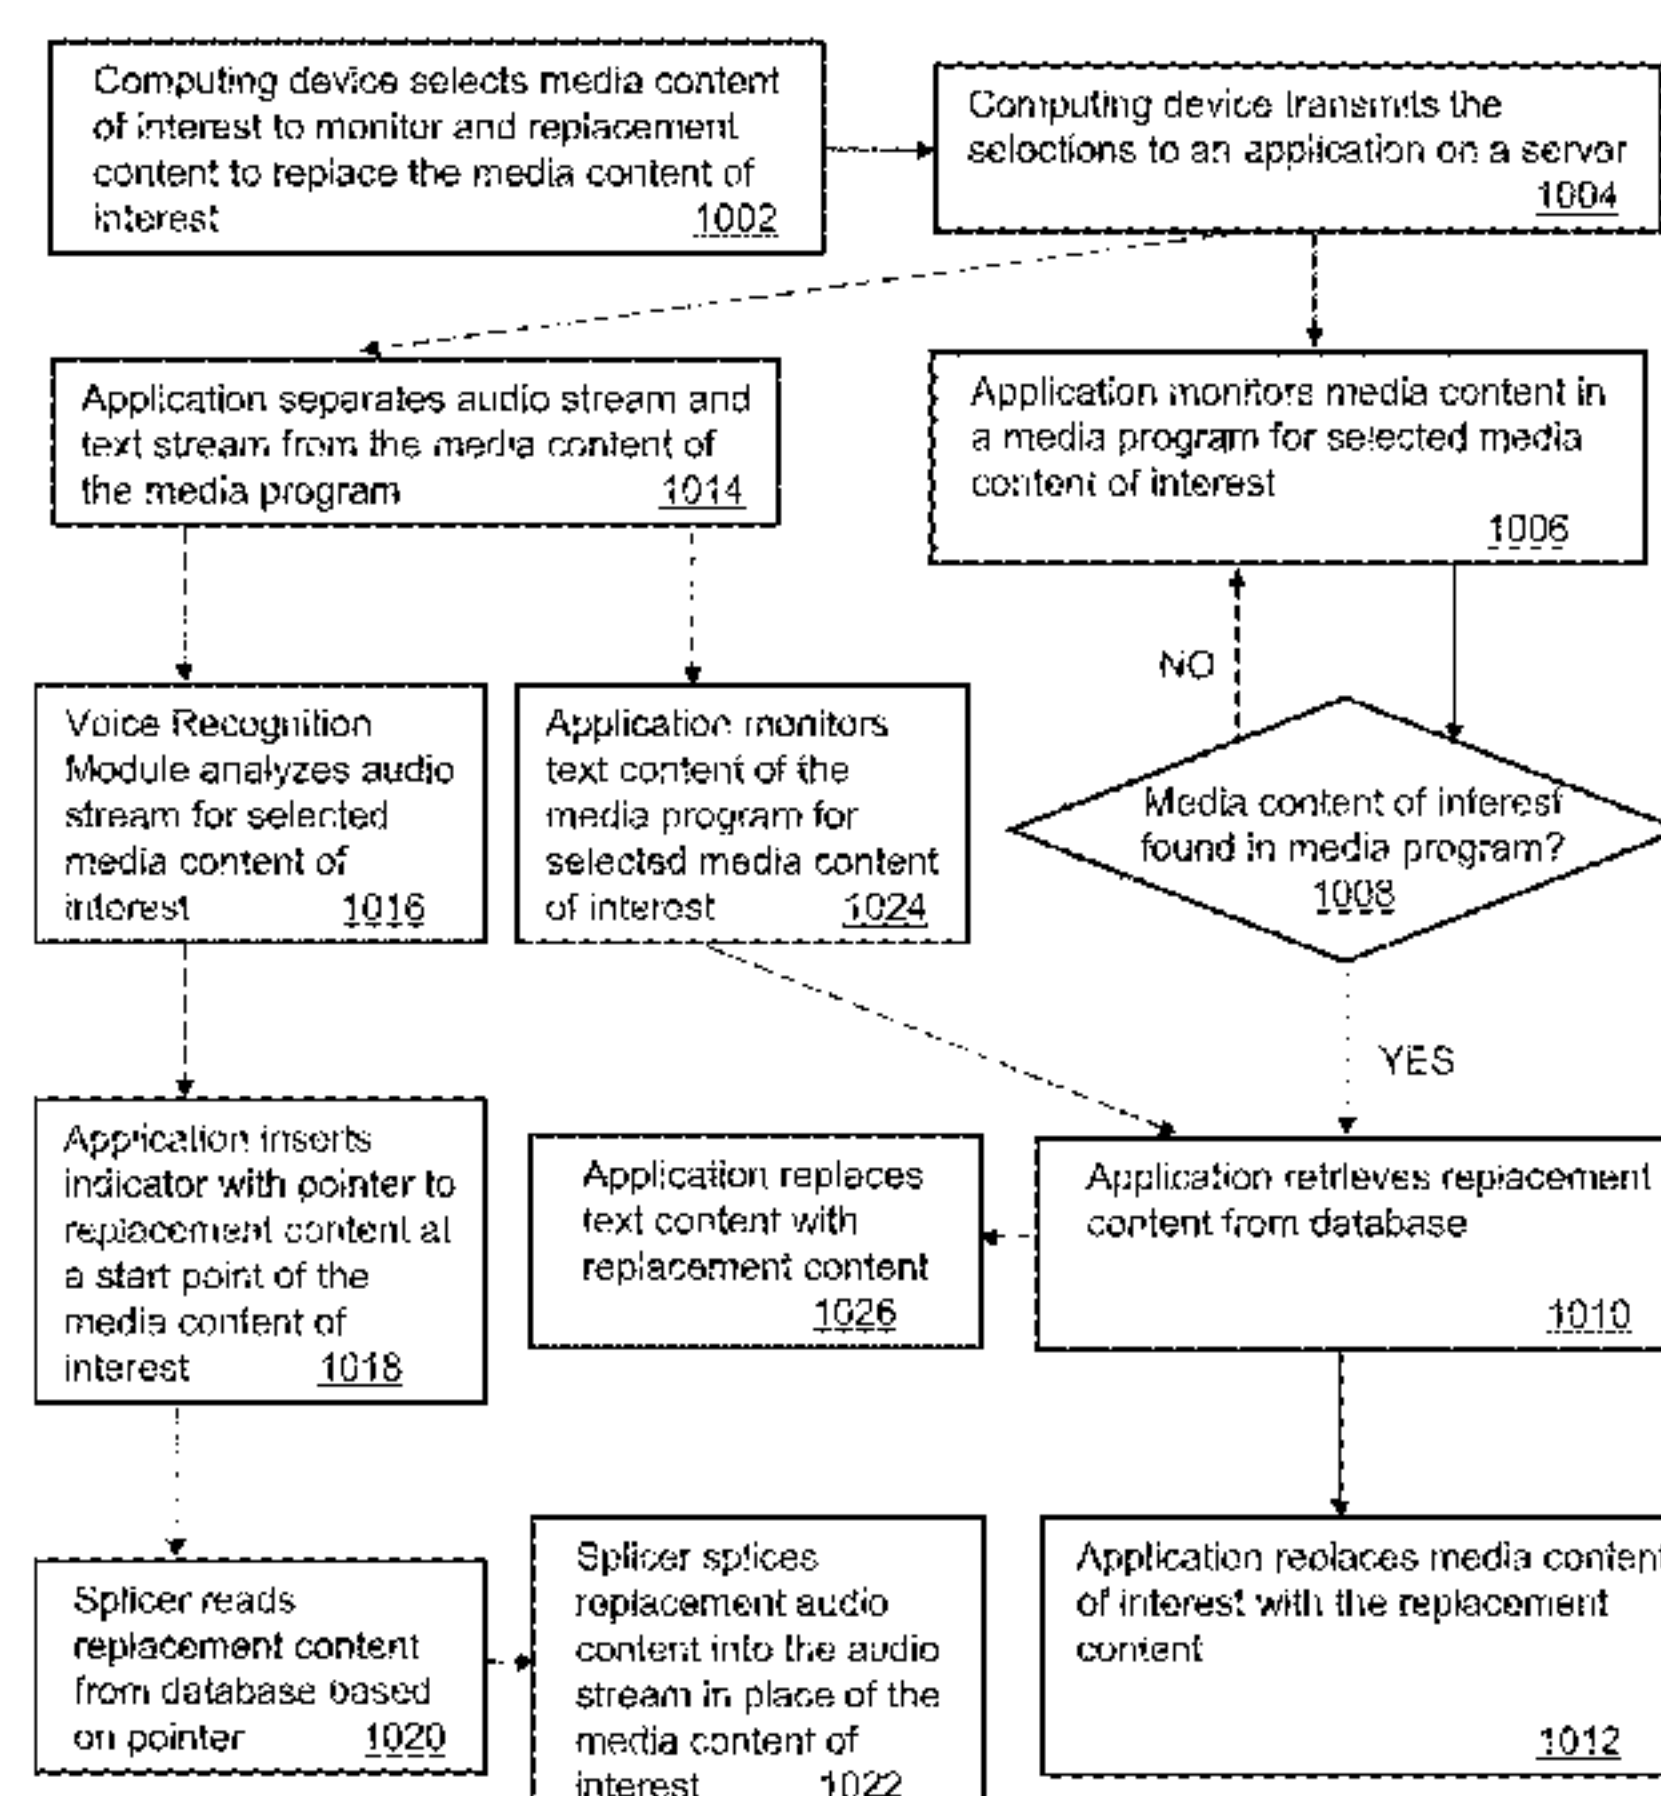 Computing device selects media content
of interest to monitor and replacement
content to replace the media content of
interest 1002
Computing device transmits the
selections to an application on a server
1004
Application separates audio stream and
text stream from the media content of
the media program 1014
Application monitors media content in
a media program for selected media
content of interest
1006
NO
Voice Recognition
Module analyzes audio
stream for selected
media content of
interest 1016
Application monitors
text content of the
media program for
selected media content
of interest 1024
Media content of interest
found in media program?
1008
YES
Application inserts
indicator with pointer to
replacement content at
a start point of the
media content of
interest 1018
Application replaces
text content with
replacement content
1026
Application retrieves replacement
content from database
1010
Splicer reads
replacement content
from database based
on pointer 1020
Splicer splices
replacement audio
content into the audio
stream in place of the
media content of
interest 1022
Application replaces media content
of interest with the replacement
content
1012